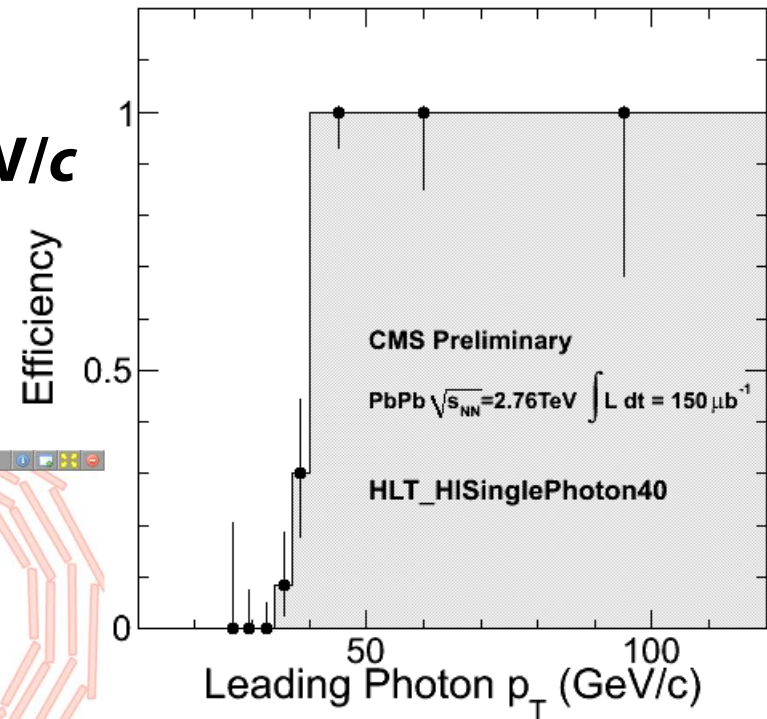 V/c
1
Efficiency
0.5
0
CMS Preliminary
PbPb √sNN=2.76TeV ∫L dt = 150 μb-1
HLT_HISinglePhoton40
50 100
Leading Photon pT (GeV/c)